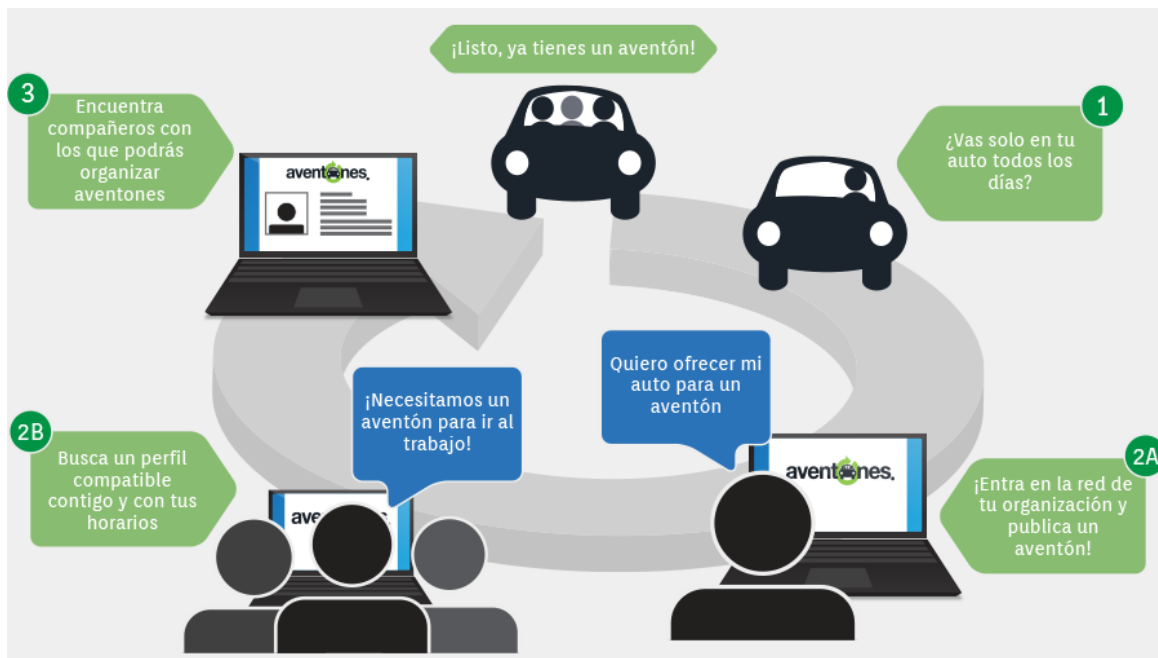 ¡Listo, ya tienes un aventón!
3
Encuentra
compañeros con
los que podrás
organizar
aventones
aventones.
1
¿Vas solo en tu
auto todos los
días?
Quiero ofrecer mi
auto para un
aventón
¡Necesitamos un
aventón para ir al
trabajo!
2B
Busca un perfil
compatible
contigo y con tus
horarios
ave
2A
¡Entra en la red de
tu organización y
publica un
aventón!
aventones.